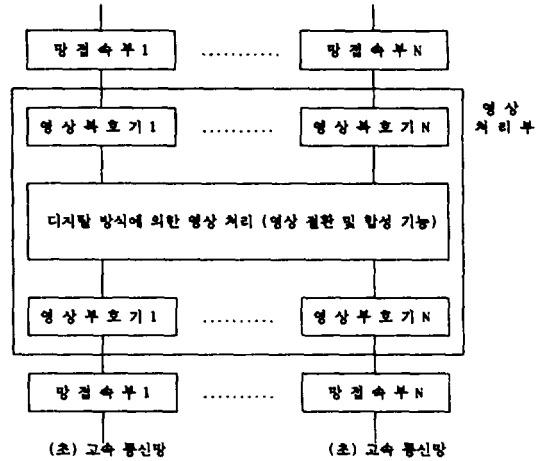 망 접 속 부 1 .......... 망 접 속 부 N
영 상
처 리 부
영 상 복 호 기 1 .......... 영 상 복 호 기 N
디지탈 방식에 의한 영상 처리 (영상 절환 및 합성 기능)
영 상 부 호 기 1 .......... 영 상 부 호 기 N
망 접 속 부 1 .......... 망 접 속 부 N
(초) 고속 통신망 (초) 고속 통신망